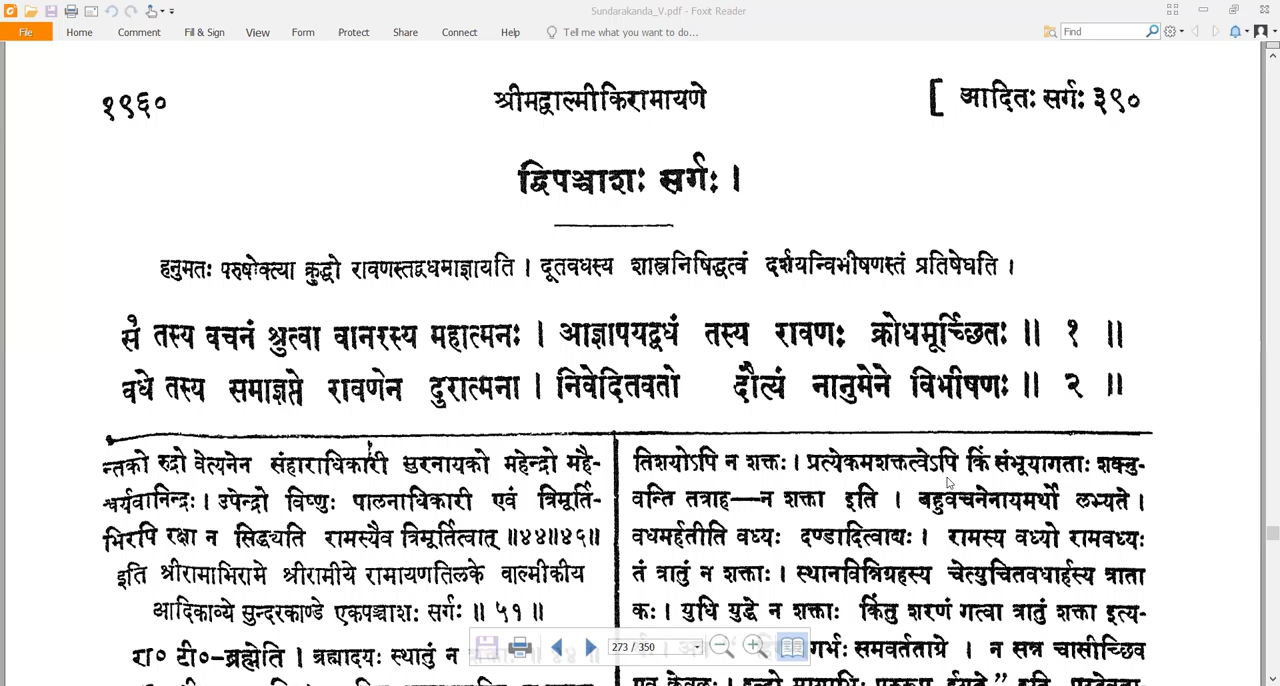 Sundarakanda_V.pdf - Foxit Reader
File Home Comment Fill & Sign View Form Protect Share Connect Help Tell me what you want to do... Find
१९६० श्रीमद्वाल्मीकिरामायणे [ आदितः सर्गः ३९०
द्विपञ्चाशः सर्गः ।
हनुमतः परुषोक्त्या क्रुद्धो रावणस्तद्वधमाज्ञायति । दूतवधस्य शास्त्रनिषिद्धत्वं दर्शयन्विभीषणस्तं प्रतिषेधति ।
सं तस्य वचनं श्रुत्वा वानरस्य महात्मनः । आज्ञापयद्वधं तस्य रावणः क्रोधमूर्च्छितः ॥ १ ॥
वधे तस्य समाज्ञप्ते रावणेन दुरात्मना । निवेदितवतो दौत्यं नानुमेने विभीषणः ॥ २ ॥
न्तको रुद्रो वेत्यनेन संहाराधिकारी सुरनायको महेन्द्रो महै-
श्वर्यवानिन्द्रः । उपेन्द्रो विष्णुः पालनाधिकारी एवं त्रिमूर्ति-
भिरपि रक्षा न सिद्ध्यति रामस्यैव त्रिमूर्तित्वात् ॥४४॥४५॥
इति श्रीरामाभिरामे श्रीरामीये रामायणतिलके वाल्मीकीय
आदिकाव्ये सुन्दरकाण्डे एकपञ्चाशः सर्गः ॥ ५१ ॥
रा० टी०-ब्रह्मेति । ब्रह्मादयः स्थातुं न
तिशयोऽपि न शक्तः । प्रत्येकमशक्तत्वेऽपि किं संभूयागताः शक्नु-
वन्ति तत्राह—न शक्ता इति । बहुवचनेनायमर्थो लभ्यते ।
वधमर्हतीति वध्यः दण्डादित्वाद्यः । रामस्य वध्यो रामवध्यः
तं त्रातुं न शक्ताः । स्थानविन्निग्रहस्य चेत्युचितवधार्हस्य त्राता
कः । युधि युद्धे न शक्ताः किंतु शरणं गत्वा त्रातुं शक्ता इत्य-
गर्भः समवर्तताग्रे । न सन्न चासीच्छिव
273 / 350